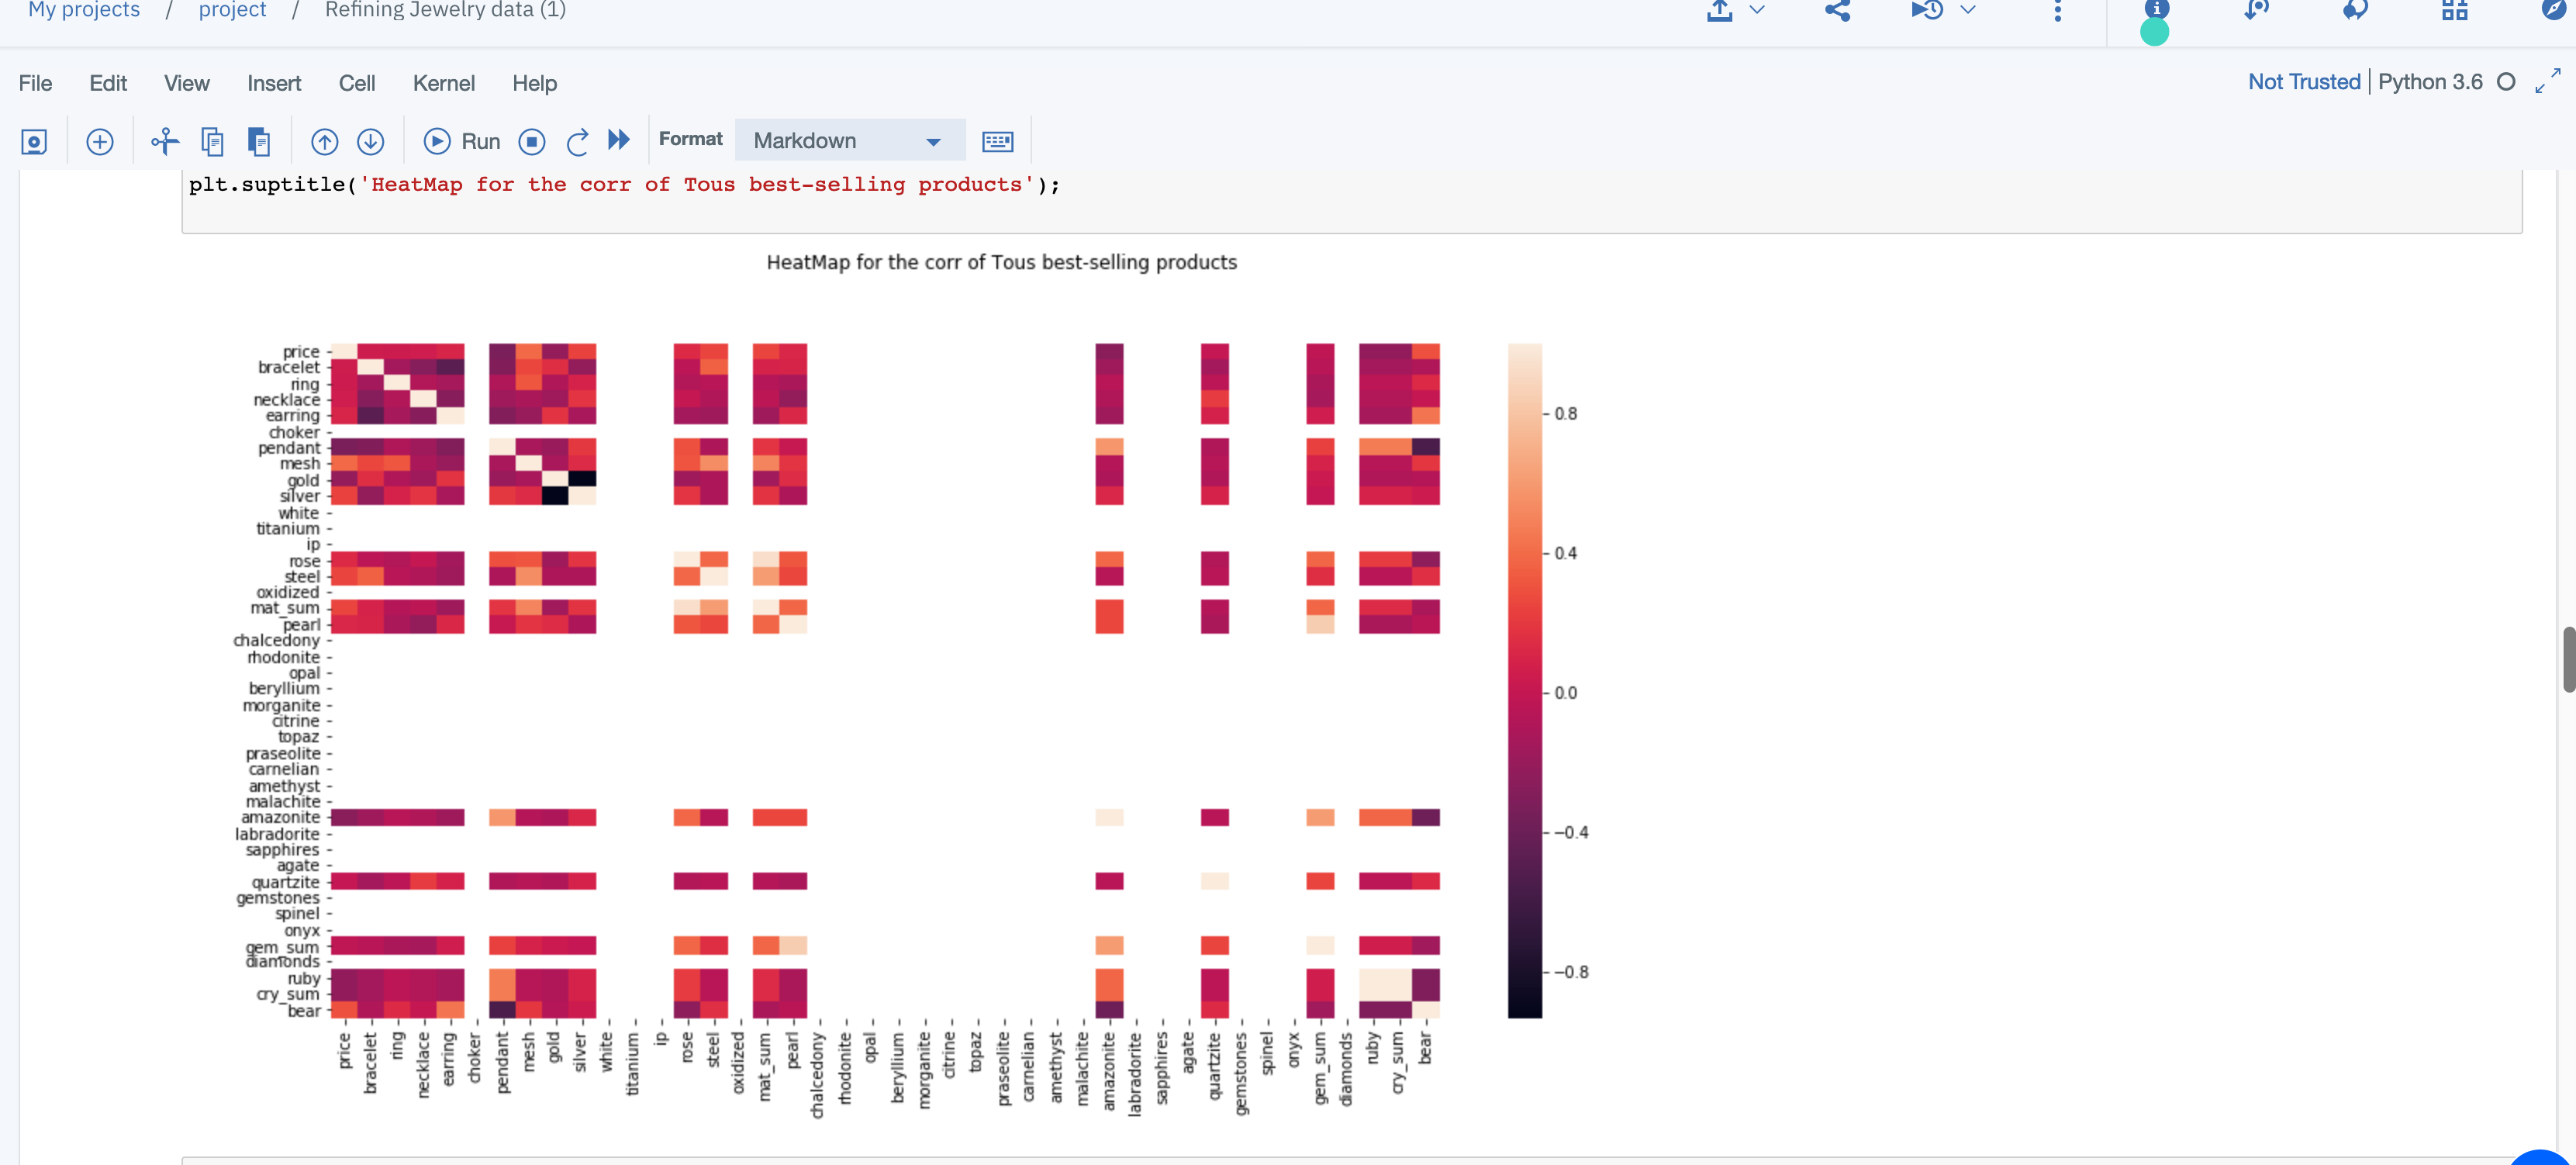 My projects / project / Refining Jewelry data (1)
File Edit View Insert Cell Kernel Help
Not Trusted | Python 3.6
Run Format Markdown
plt.suptitle('HeatMap for the corr of Tous best-selling products');
HeatMap for the corr of Tous best-selling products
price
bracelet
ring
necklace
earring
choker
pendant
mesh
gold
silver
white
titanium
ip
rose
steel
oxidized
mat_sum
pearl
chalcedony
rhodonite
opal
beryllium
morganite
citrine
topaz
praseolite
carnelian
amethyst
malachite
amazonite
labradorite
sapphires
agate
quartzite
gemstones
spinel
onyx
gem_sum
diamonds
ruby
cry_sum
bear
0.8
0.4
0.0
−0.4
−0.8
price
bracelet
ring
necklace
earring
choker
pendant
mesh
gold
silver
white
titanium
ip
rose
steel
oxidized
mat_sum
pearl
chalcedony
rhodonite
opal
beryllium
morganite
citrine
topaz
praseolite
carnelian
amethyst
malachite
amazonite
labradorite
sapphires
agate
quartzite
gemstones
spinel
onyx
gem_sum
diamonds
ruby
cry_sum
bear